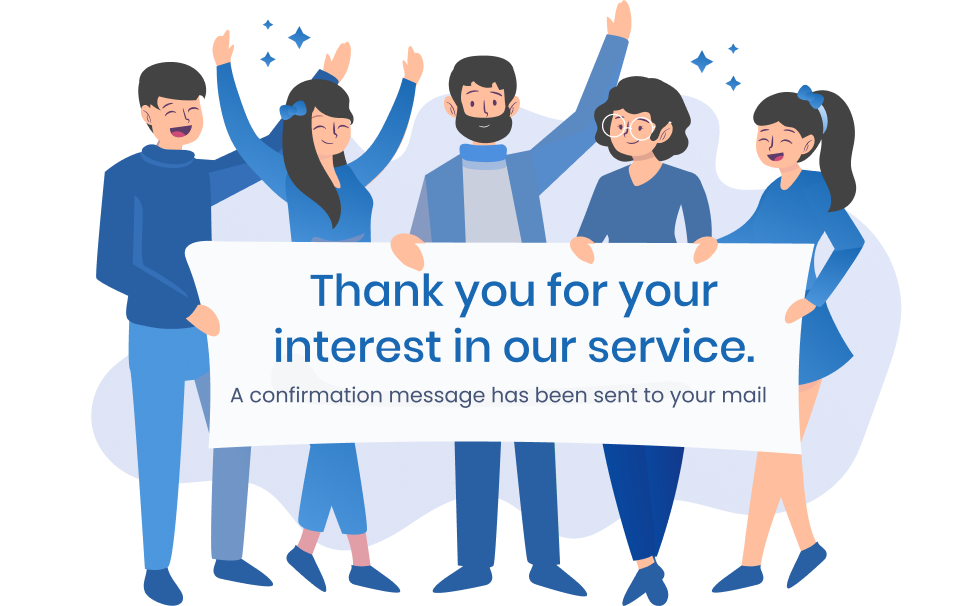 Thank you for your
interest in our service.
A confirmation message has been sent to your mail